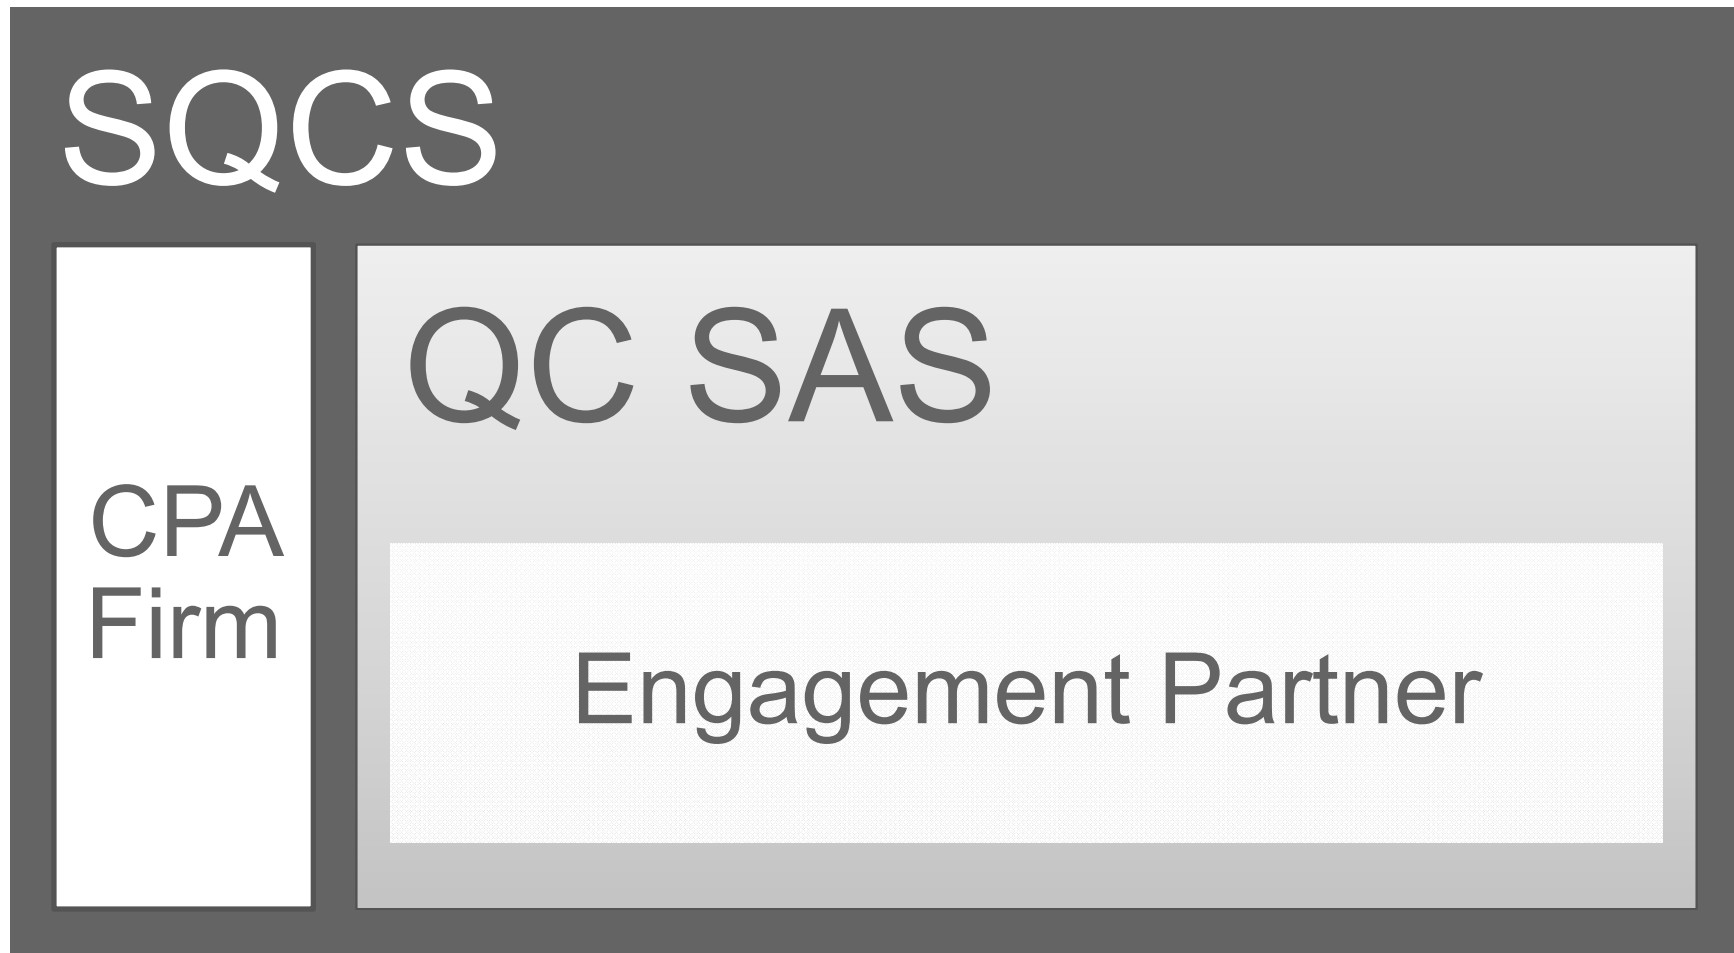 SQCS
QC SAS
CPA
Firm
Engagement Partner